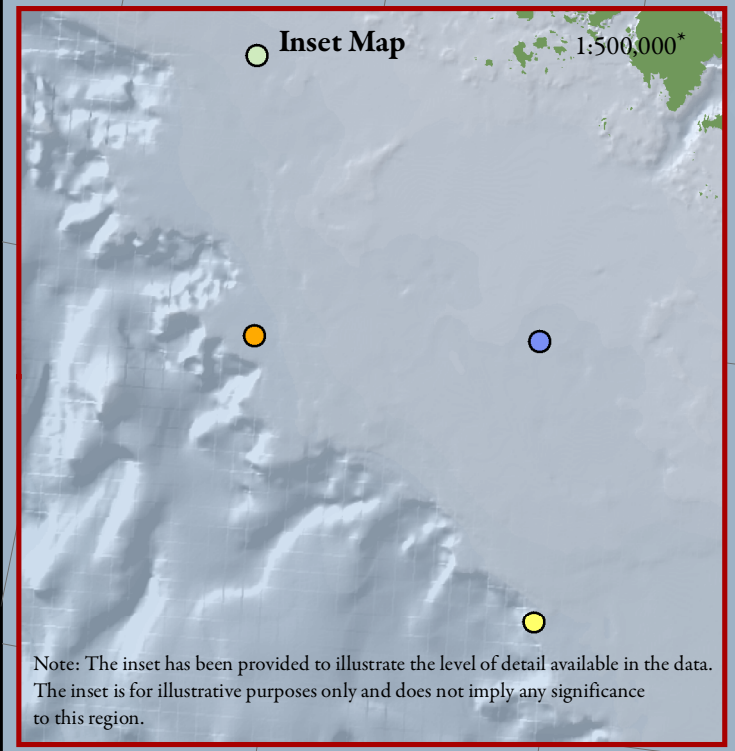 Inset Map
1:500,000*
Note: The inset has been provided to illustrate the level of detail available in the data.
The inset is for illustrative purposes only and does not imply any significance
to this region.